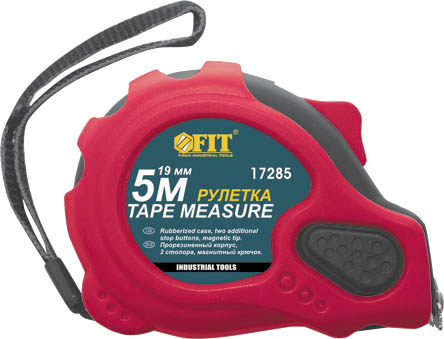 FIT®
FINCH INDUSTRIAL TOOLS
19 мм
17285
5М РУЛЕТКА
TAPE MEASURE
Rubberized case, two additional
stop buttons, magnetic tip.
Прорезиненный корпус,
2 стопора, магнитный крючок.
INDUSTRIAL TOOLS